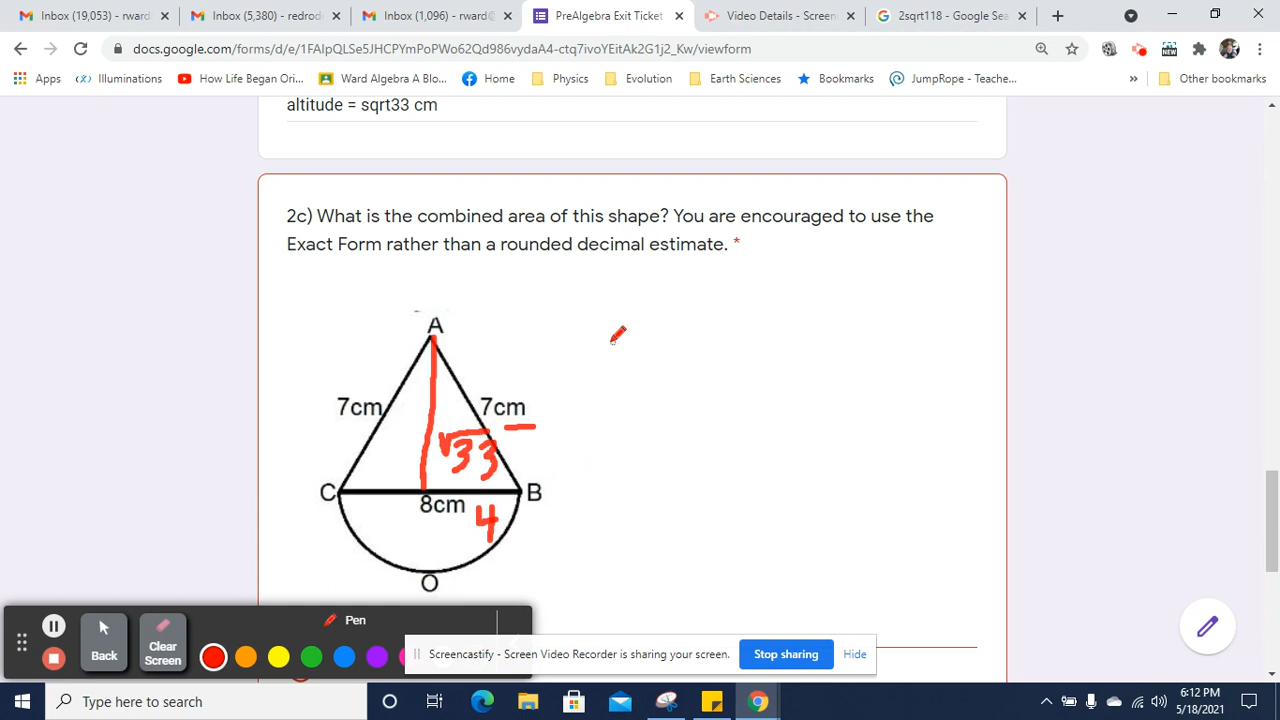 Inbox (19,053) - rward
Inbox (5,38
) - redrod
Inbox (1,096) - rward@
PreAlgebra Exit Ticket
Video Details - Screen
2sqrt118 - Google Sea
docs.google.com/forms/d/e/1FAIpQLSe5JHCPYmPoPWo62Qd986vydaA4-ctq7ivoYEitAk2G1j2_Kw/viewform
Apps
Illuminations
How Life Began Ori...
Ward Algebra A Blo...
Home
Physics
Evolution
Earth Sciences
Bookmarks
JumpRope - Teache...
»
Other bookmarks
altitude = sqrt33 cm
2c) What is the combined area of this shape? You are encouraged to use the
Exact Form rather than a rounded decimal estimate. *
A
7cm
7cm
√33
C
B
8cm
4
O
Pen
Back
Clear
Screen
Screencastify - Screen Video Recorder is sharing your screen.
Stop sharing
Hide
Type here to search
6:12 PM
5/18/2021
NEW